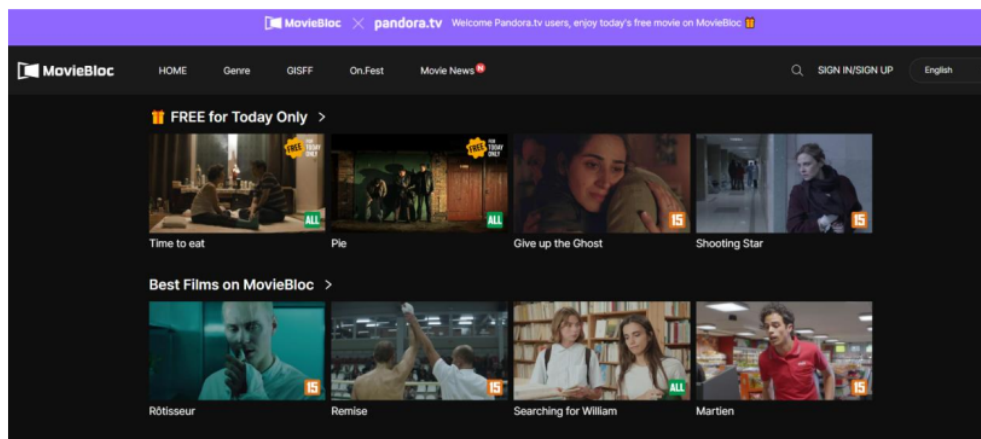 MovieBloc × pandora.tv Welcome Pandora.tv users, enjoy today's free movie on MovieBloc
MovieBloc HOME Genre GISFF On.Fest Movie News N SIGN IN/SIGN UP English
FREE for Today Only >
FREE FOR TODAY ONLY FREE FOR TODAY ONLY
ALL ALL 15 15
Time to eat Pie Give up the Ghost Shooting Star
Best Films on MovieBloc >
15 15 ALL 15
Rôtisseur Remise Searching for William Martien